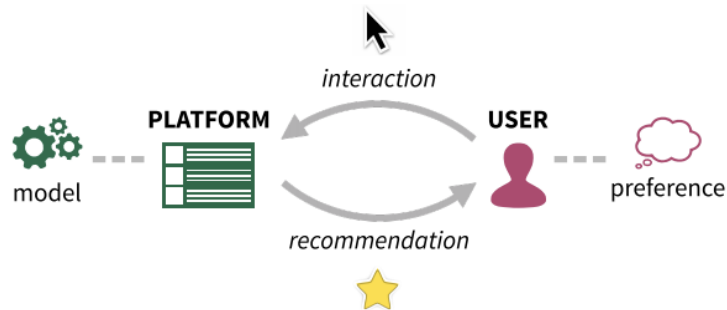 interaction
PLATFORM
USER
model
preference
recommendation